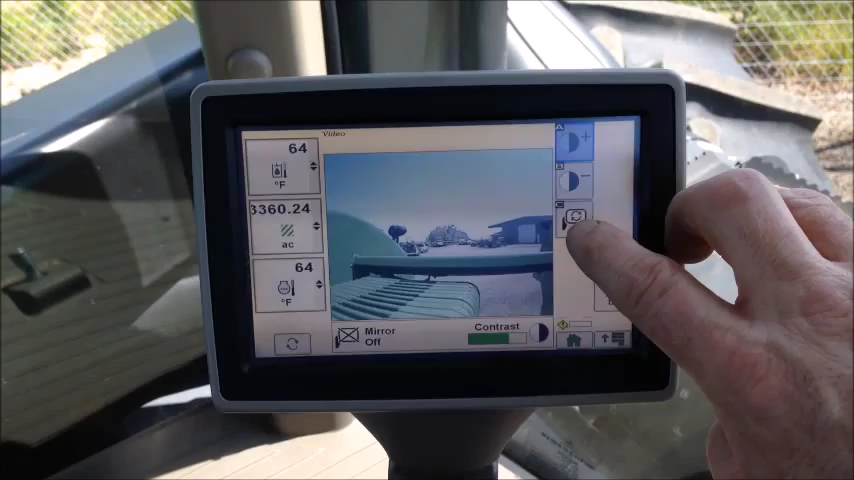 Video
64
°F
3360.24
ac
64
°F
Mirror
Off
Contrast
A
+
B
−